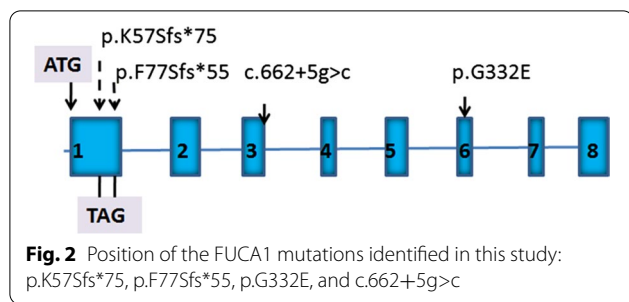 p.K57Sfs*75
ATG
p.F77Sfs*55 c.662+5g>c p.G332E
1 2 3 4 5 6 7 8
TAG
Fig. 2 Position of the FUCA1 mutations identified in this study:
p.K57Sfs*75, p.F77Sfs*55, p.G332E, and c.662+5g>c